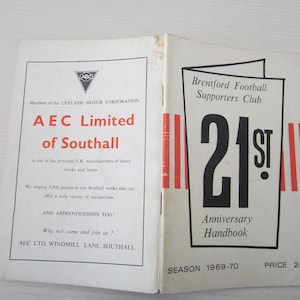 AEC
Members of the LEYLAND MOTOR CORPORATION
AEC Limited
of Southall
is one of the principal U.K. manufacturers of heavy
trucks and buses
We employ 5,000 people at our Southall works and can
offer a wide variety of occupations
AND APPRENTICESHIPS TOO!
Why not come and join us ?
AEC LTD, WINDMILL LANE, SOUTHALL
Brentford Football
Supporters Club
21ST
Anniversary
Handbook
SEASON 1969-70
PRICE